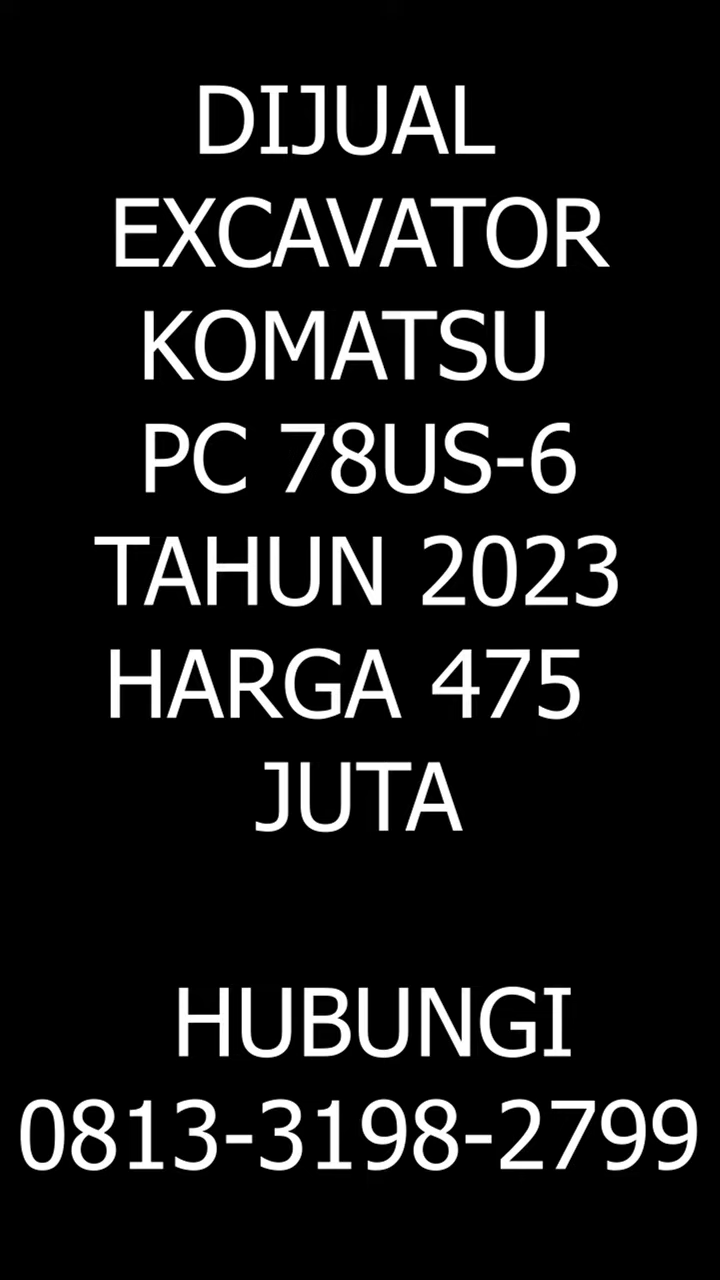 DIJUAL
EXCAVATOR
KOMATSU
PC 78US-6
TAHUN 2023
HARGA 475
JUTA
HUBUNGI
0813-3198-2799